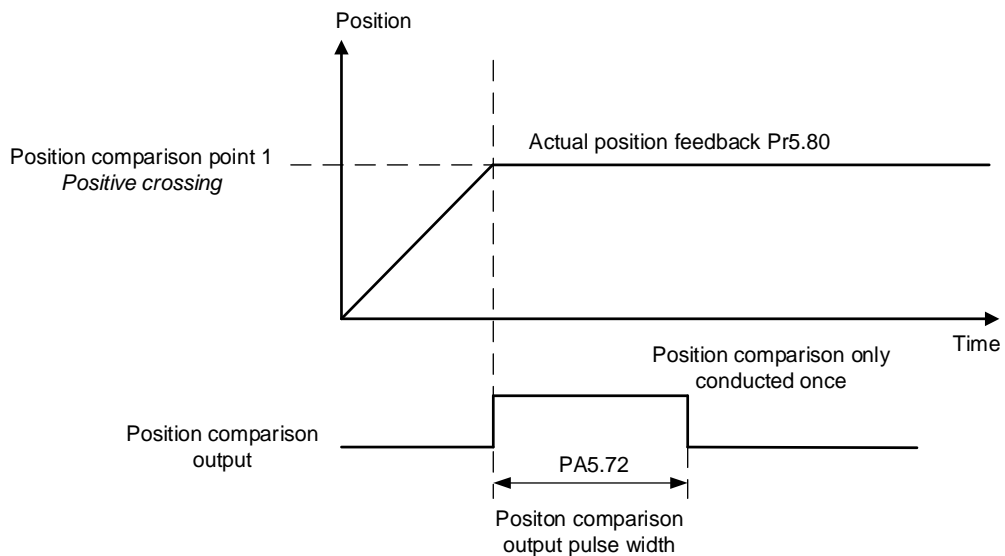 Position
Actual position feedback Pr5.80
Position comparison point 1
Positive crossing
Time
Position comparison only
conducted once
Position comparison
output
PA5.72
Positon comparison
output pulse width